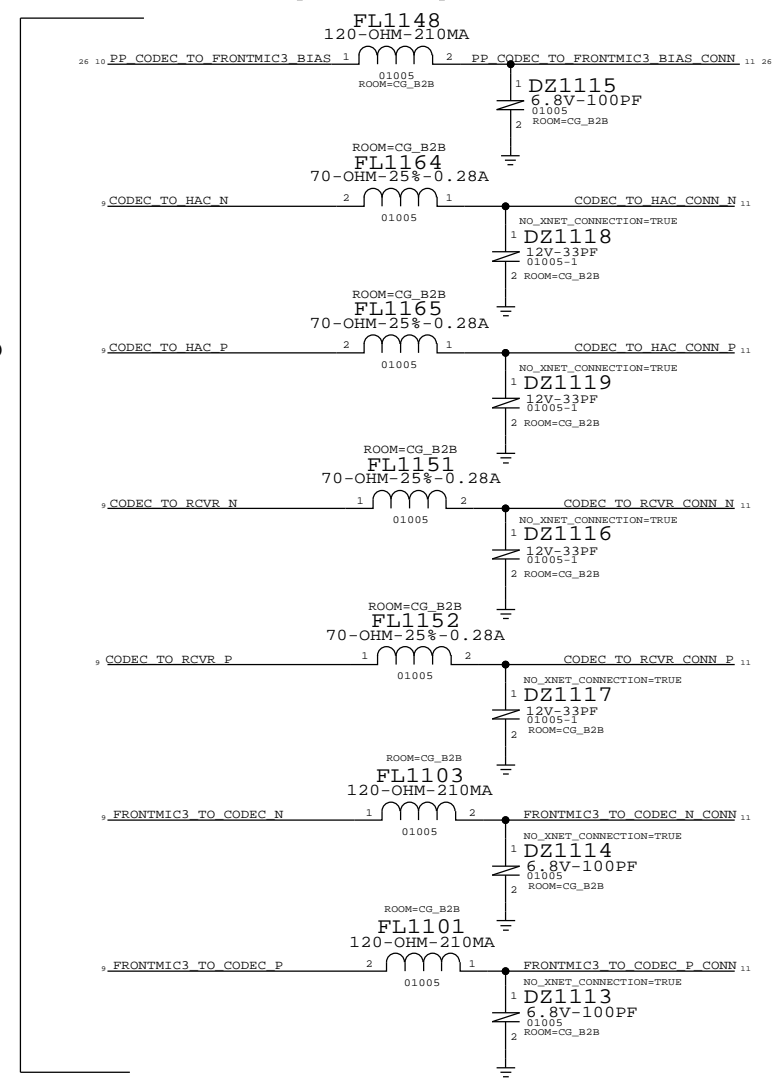 FL1148
120-OHM-210MA
26 10 PP_CODEC_TO_FRONTMIC3_BIAS 1 2 PP_CODEC_TO_FRONTMIC3_BIAS_CONN 11 26
01005
ROOM=CG_B2B
1 DZ1115
6.8V-100PF
01005
2 ROOM=CG_B2B
ROOM=CG_B2B
FL1164
70-OHM-25%-0.28A
9 CODEC_TO_HAC_N 2 1 CODEC_TO_HAC_CONN_N 11
01005
NO_XNET_CONNECTION=TRUE
1 DZ1118
12V-33PF
01005-1
2 ROOM=CG_B2B
ROOM=CG_B2B
FL1165
70-OHM-25%-0.28A
9 CODEC_TO_HAC_P 2 1 CODEC_TO_HAC_CONN_P 11
01005
NO_XNET_CONNECTION=TRUE
1 DZ1119
12V-33PF
01005-1
2 ROOM=CG_B2B
ROOM=CG_B2B
FL1151
70-OHM-25%-0.28A
9 CODEC_TO_RCVR_N 1 2 CODEC_TO_RCVR_CONN_N 11
01005
NO_XNET_CONNECTION=TRUE
1 DZ1116
12V-33PF
01005-1
2 ROOM=CG_B2B
ROOM=CG_B2B
FL1152
70-OHM-25%-0.28A
9 CODEC_TO_RCVR_P 1 2 CODEC_TO_RCVR_CONN_P 11
01005
NO_XNET_CONNECTION=TRUE
1 DZ1117
12V-33PF
01005-1
2 ROOM=CG_B2B
ROOM=CG_B2B
FL1103
120-OHM-210MA
9 FRONTMIC3_TO_CODEC_N 1 2 FRONTMIC3_TO_CODEC_N_CONN 11
01005
NO_XNET_CONNECTION=TRUE
1 DZ1114
6.8V-100PF
01005
2 ROOM=CG_B2B
ROOM=CG_B2B
FL1101
120-OHM-210MA
9 FRONTMIC3_TO_CODEC_P 2 1 FRONTMIC3_TO_CODEC_P_CONN 11
01005
NO_XNET_CONNECTION=TRUE
1 DZ1113
6.8V-100PF
01005
2 ROOM=CG_B2B